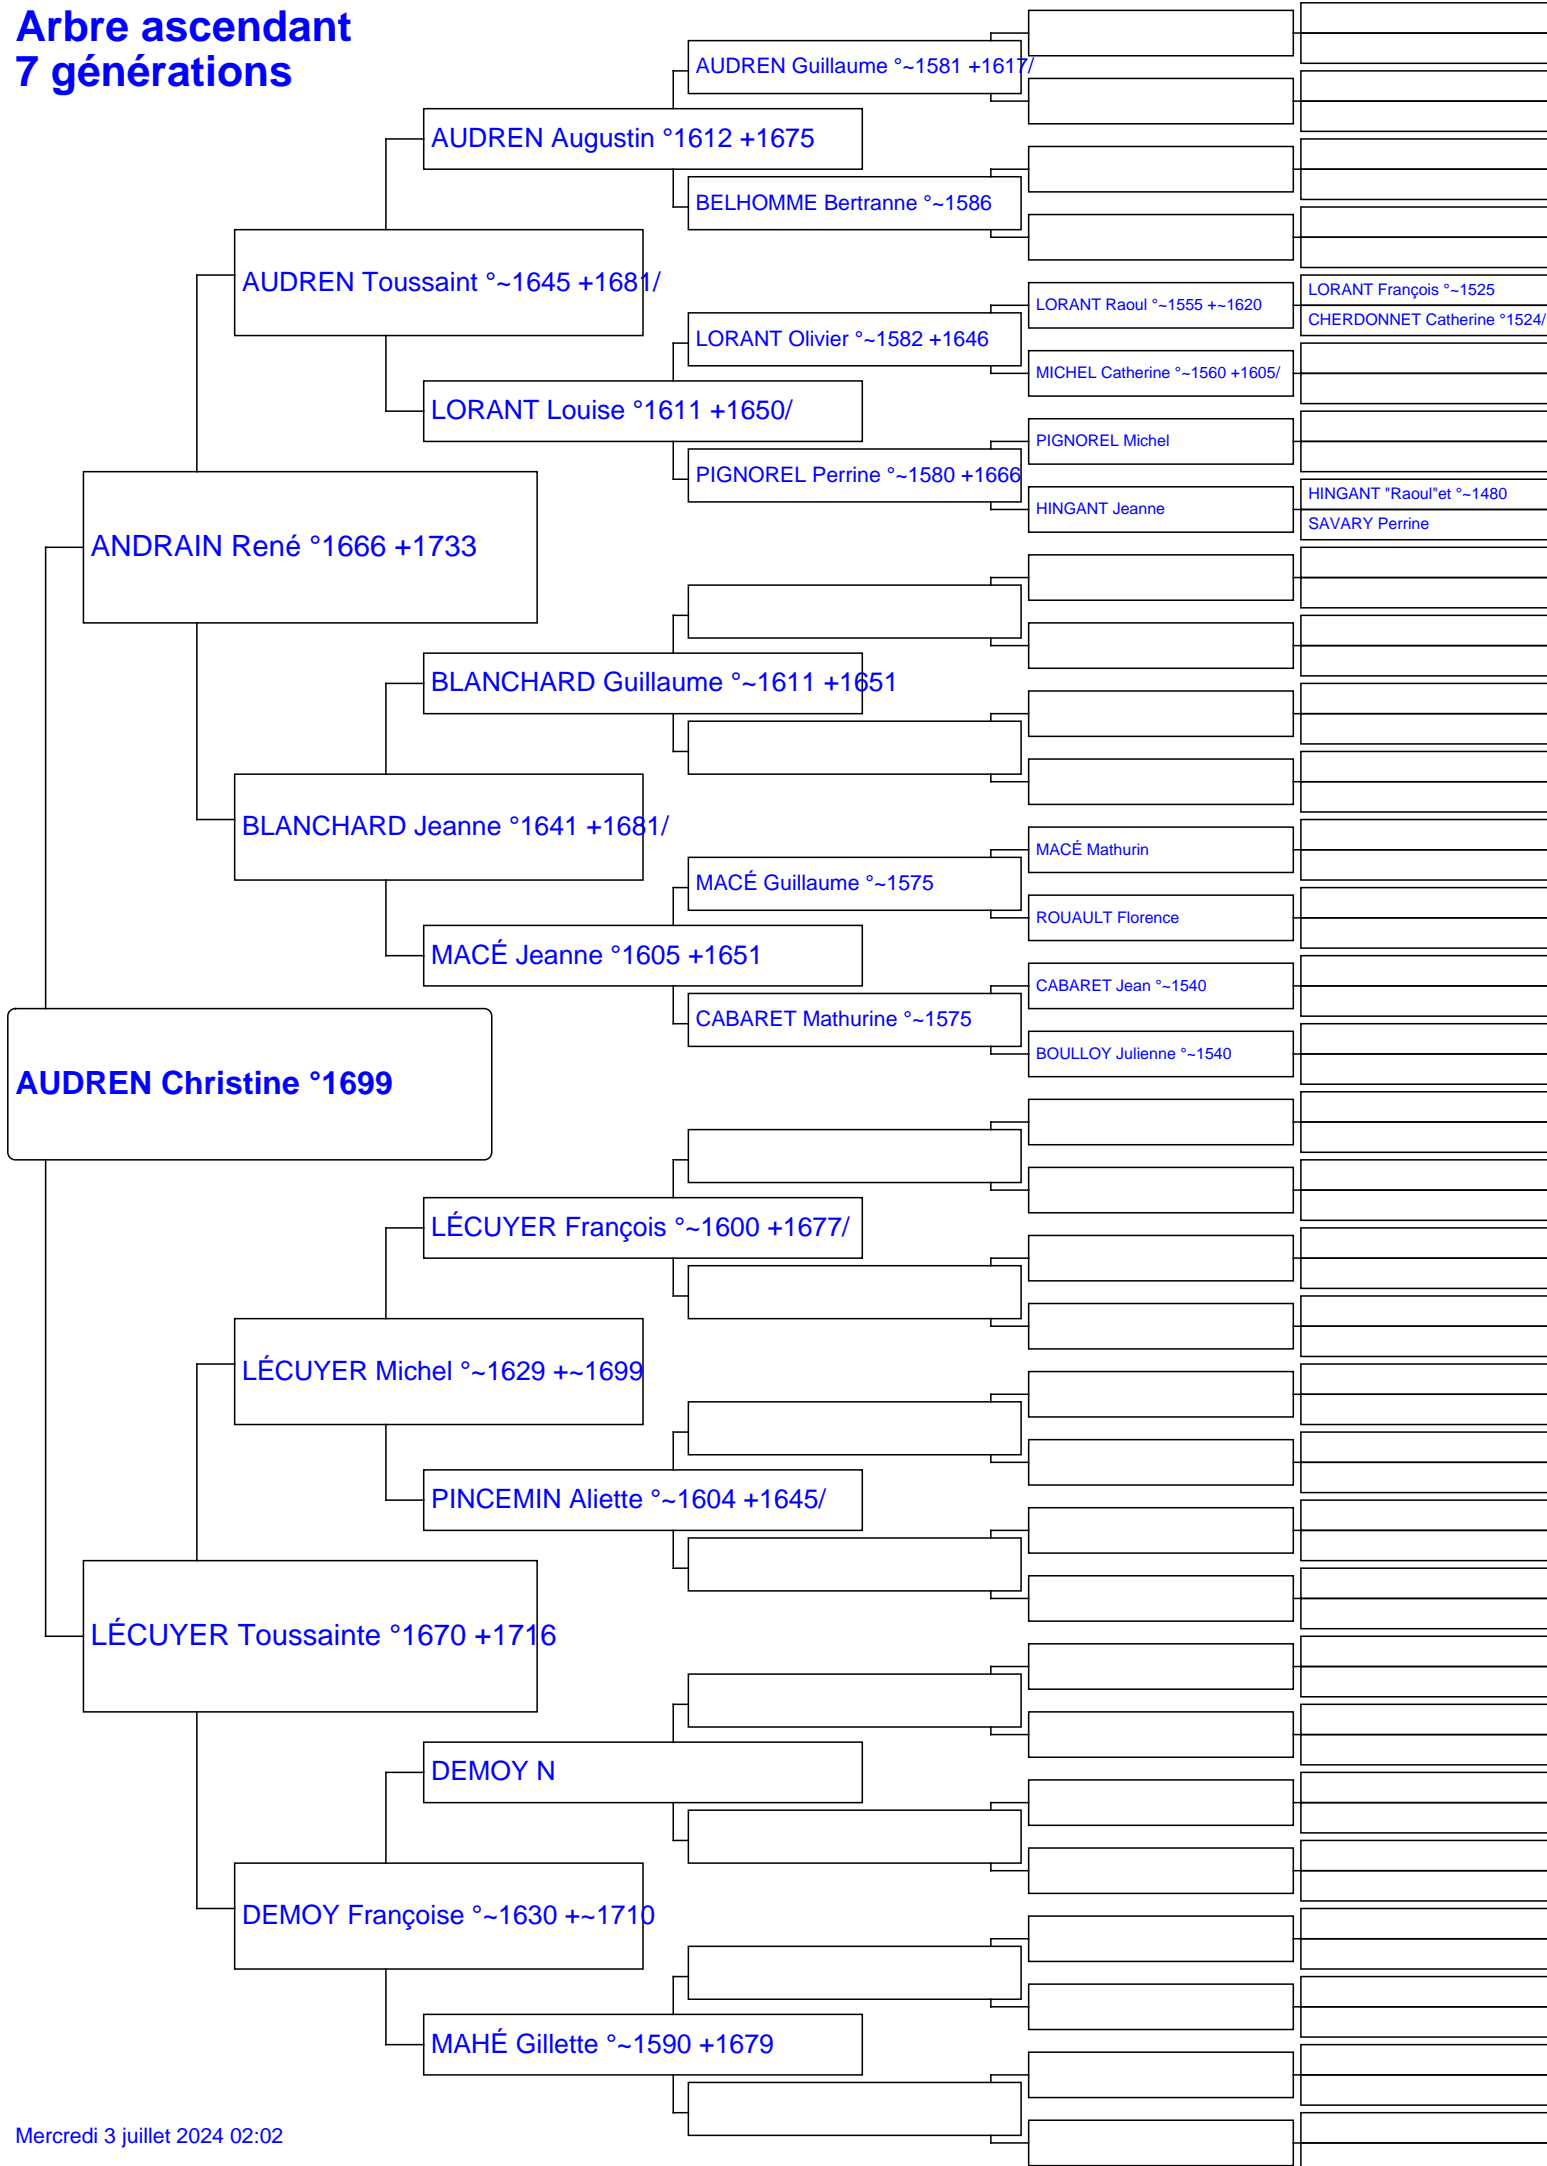 Arbre ascendant
7 générations
AUDREN Guillaume °~1581 +1617/
AUDREN Augustin °1612 +1675
BELHOMME Bertranne °~1586
AUDREN Toussaint °~1645 +1681/
LORANT François °~1525
LORANT Raoul °~1555 +~1620
CHERDONNET Catherine °1524/
LORANT Olivier °~1582 +1646
MICHEL Catherine °~1560 +1605/
LORANT Louise °1611 +1650/
PIGNOREL Michel
PIGNOREL Perrine °~1580 +1666
HINGANT "Raoul"et °~1480
HINGANT Jeanne
SAVARY Perrine
ANDRAIN René °1666 +1733
BLANCHARD Guillaume °~1611 +1651
BLANCHARD Jeanne °1641 +1681/
MACÉ Mathurin
MACÉ Guillaume °~1575
ROUAULT Florence
MACÉ Jeanne °1605 +1651
CABARET Jean °~1540
CABARET Mathurine °~1575
BOULLOY Julienne °~1540
AUDREN Christine °1699
LÉCUYER François °~1600 +1677/
LÉCUYER Michel °~1629 +~1699
PINCEMIN Aliette °~1604 +1645/
LÉCUYER Toussainte °1670 +1716
DEMOY N
DEMOY Françoise °~1630 +~1710
MAHÉ Gillette °~1590 +1679
Mercredi 3 juillet 2024 02:02